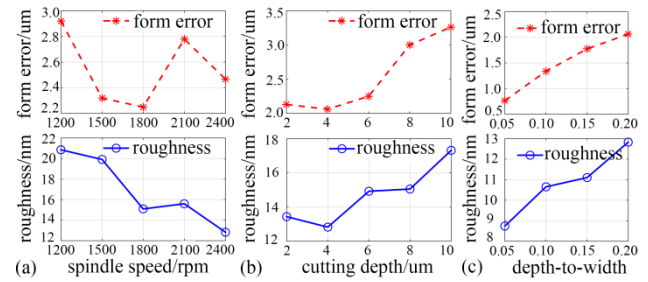 form error/um
3.0
2.8
2.6
2.4
2.2
form error
1200 1500 1800 2100 2400
roughness/nm
22
20
18
16
14
12
roughness
1200 1500 1800 2100 2400
(a) spindle speed/rpm
form error/um
3.5
3.0
2.5
2.0
form error
2 4 6 8 10
roughness/nm
18
16
14
12
roughness
2 4 6 8 10
(b) cutting depth/um
form error/um
2.5
2.0
1.5
1.0
0.5
form error
0.05 0.10 0.15 0.20
roughness/nm
13
12
11
10
9
8
roughness
0.05 0.10 0.15 0.20
(c) depth-to-width